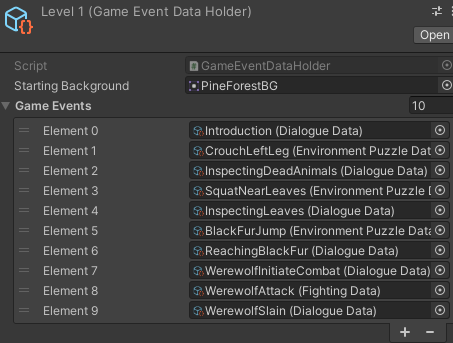 Level 1 (Game Event Data Holder)
Open
Script GameEventDataHolder
Starting Background PineForestBG
Game Events 10
Element 0 Introduction (Dialogue Data)
Element 1 CrouchLeftLeg (Environment Puzzle Dat
Element 2 InspectingDeadAnimals (Dialogue Data)
Element 3 SquatNearLeaves (Environment Puzzle D
Element 4 InspectingLeaves (Dialogue Data)
Element 5 BlackFurJump (Environment Puzzle Data
Element 6 ReachingBlackFur (Dialogue Data)
Element 7 WerewolfInitiateCombat (Dialogue Data)
Element 8 WerewolfAttack (Fighting Data)
Element 9 WerewolfSlain (Dialogue Data)